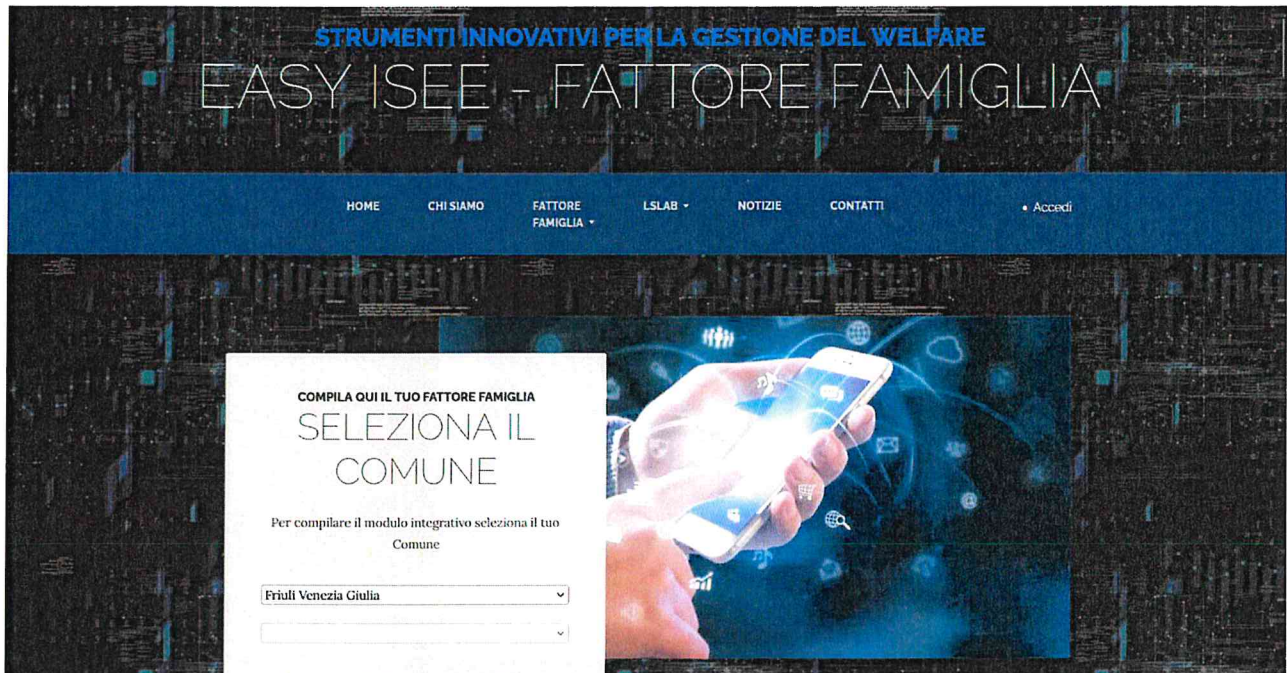 STRUMENTI INNOVATIVI PER LA GESTIONE DEL WELFARE
EASY ISEE - FATTORE FAMIGLIA
HOME
CHI SIAMO
FATTORE
FAMIGLIA
LSLAB
NOTIZIE
CONTATTI
Accedi
COMPILA QUI IL TUO FATTORE FAMIGLIA
SELEZIONA IL
COMUNE
Per compilare il modulo integrativo seleziona il tuo
Comune
Friuli Venezia Giulia